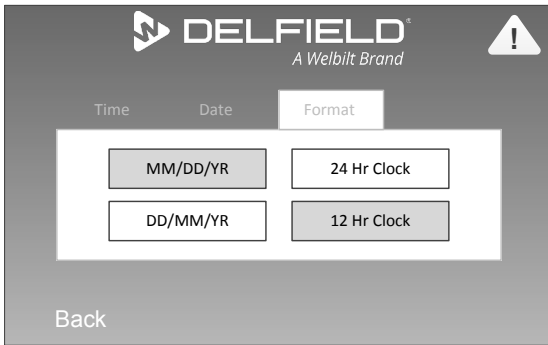 DELFIELD®
A Welbilt Brand
!
Time Date Format
MM/DD/YR 24 Hr Clock
DD/MM/YR 12 Hr Clock
Back